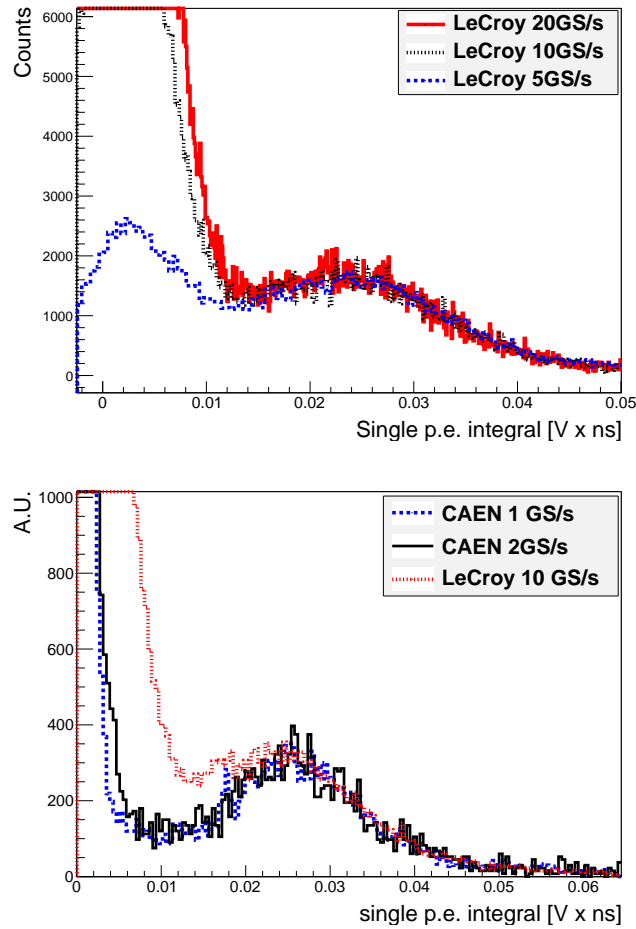 Counts
6000
5000
4000
3000
2000
1000
0
LeCroy 20GS/s
LeCroy 10GS/s
LeCroy 5GS/s
0 0.01 0.02 0.03 0.04 0.05
Single p.e. integral [V x ns]
A.U.
1000
800
600
400
200
0
CAEN 1 GS/s
CAEN 2GS/s
LeCroy 10 GS/s
0 0.01 0.02 0.03 0.04 0.05 0.06
single p.e. integral [V x ns]